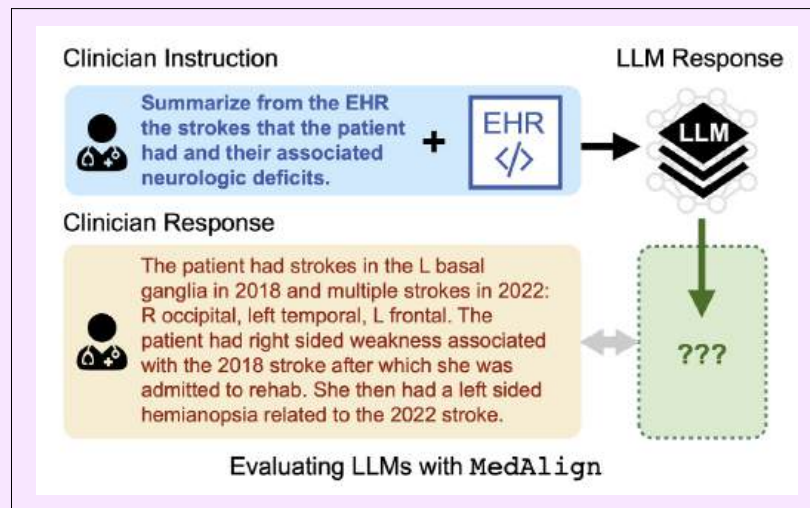 Clinician Instruction
LLM Response
Summarize from the EHR
the strokes that the patient
had and their associated
neurologic deficits.
+
EHR
</>
LLM
Clinician Response
The patient had strokes in the L basal
ganglia in 2018 and multiple strokes in 2022:
R occipital, left temporal, L frontal. The
patient had right sided weakness associated
with the 2018 stroke after which she was
admitted to rehab. She then had a left sided
hemianopsia related to the 2022 stroke.
???
Evaluating LLMs with MedAlign